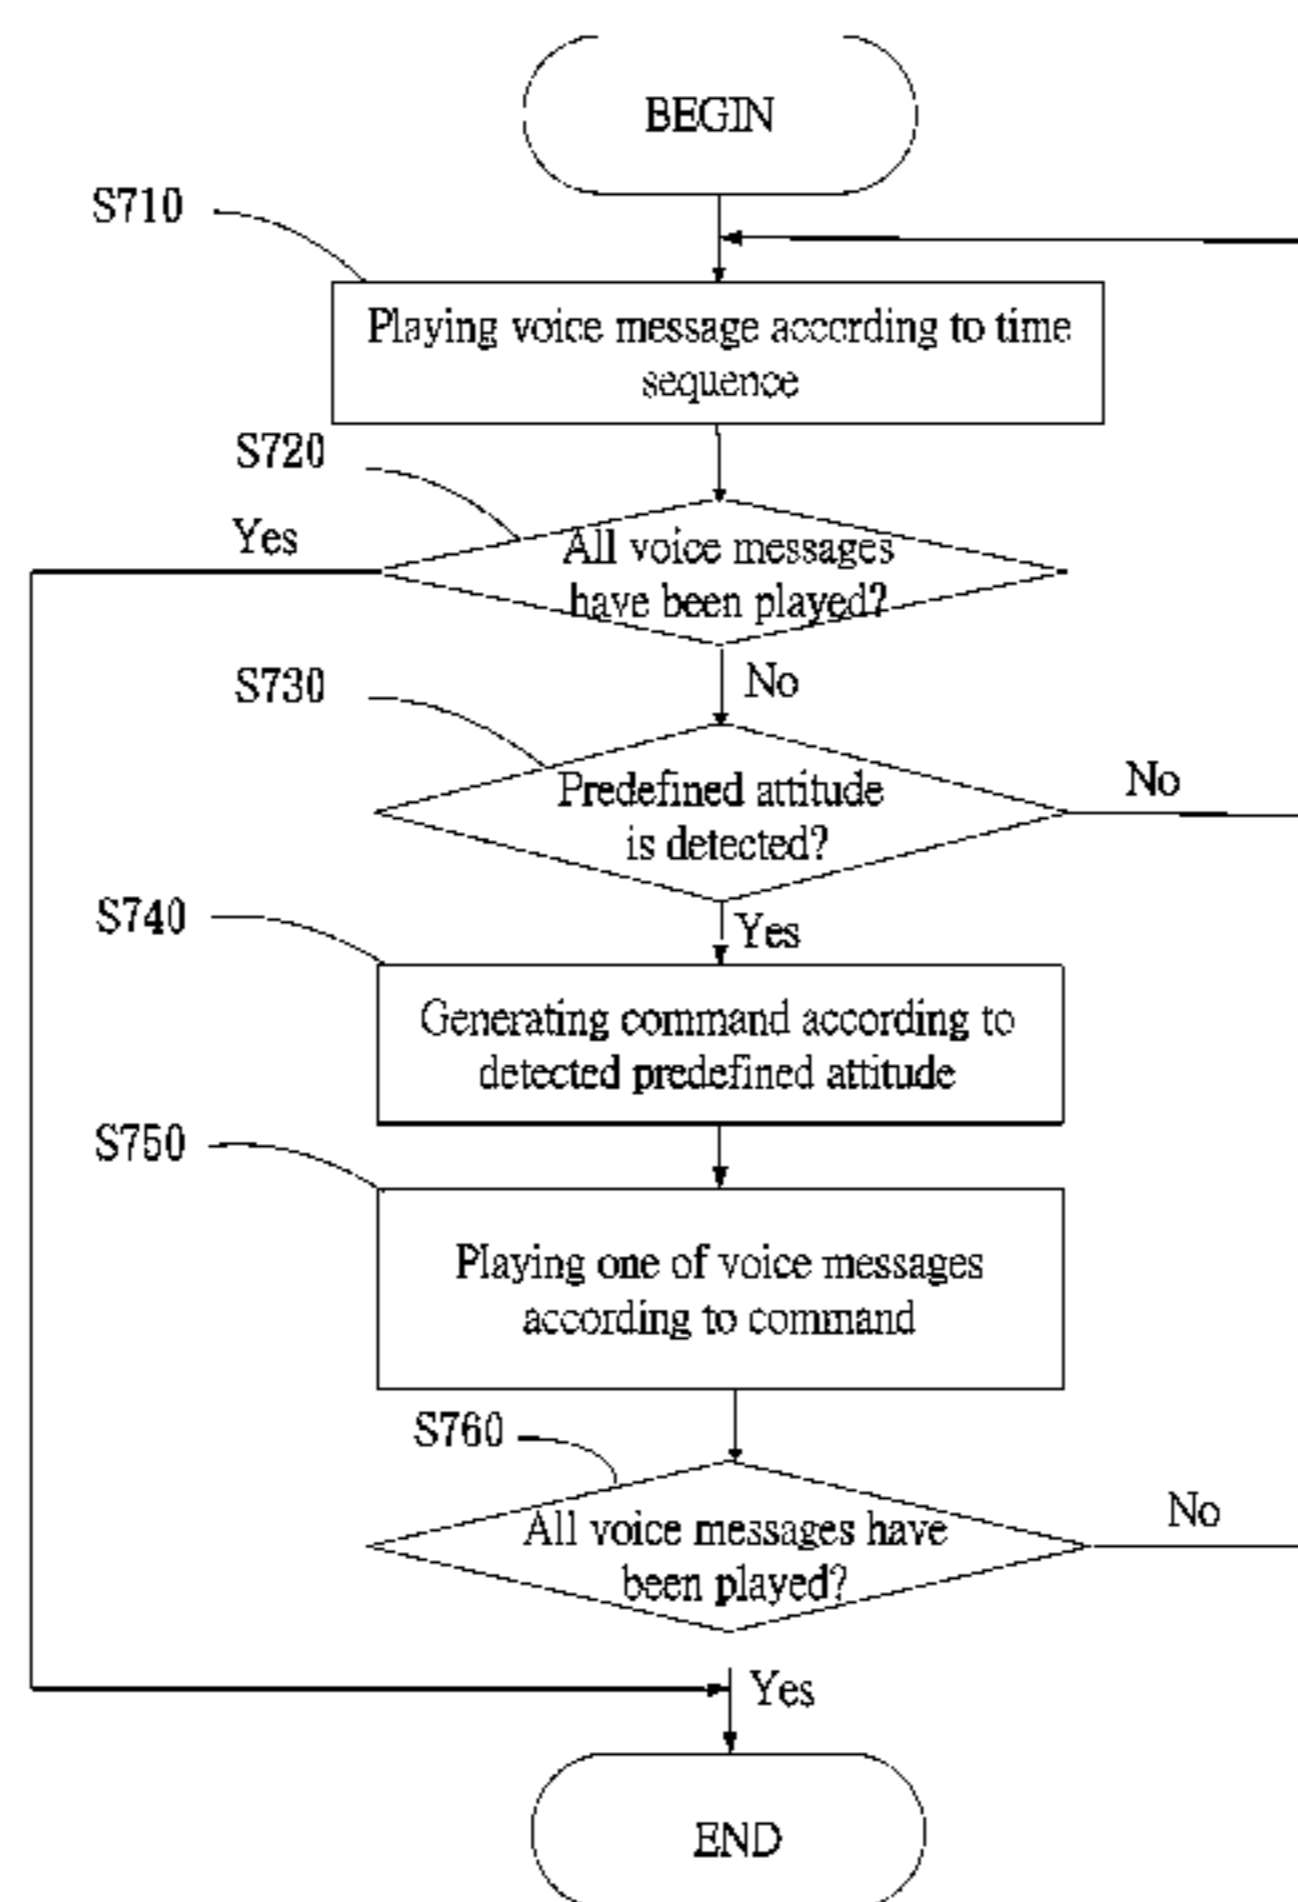 BEGIN
S710
Playing voice message according to time
sequence
S720
Yes
All voice messages
have been played?
No
S730
Predefined attitude
is detected?
No
Yes
S740
Generating command according to
detected predefined attitude
S750
Playing one of voice messages
according to command
S760
All voice messages have
been played?
No
Yes
END